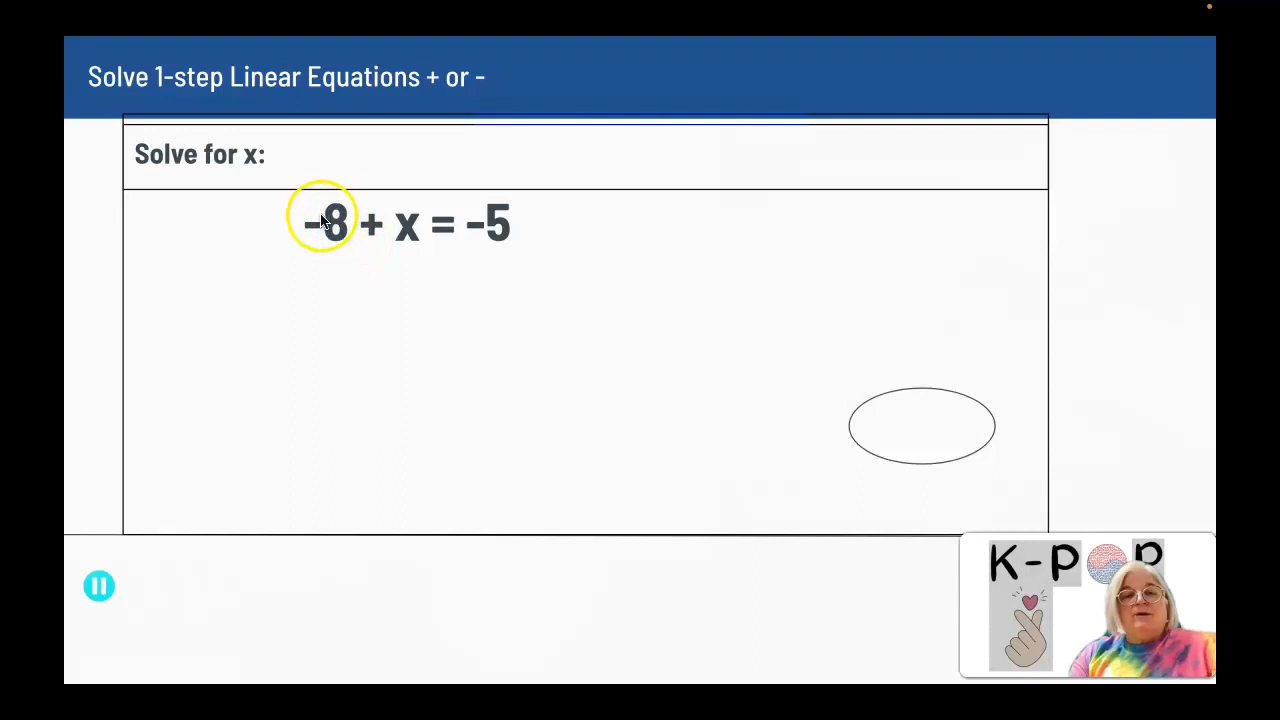 Solve 1-step Linear Equations + or -
Solve for x:
-8 + x = -5
K-POP